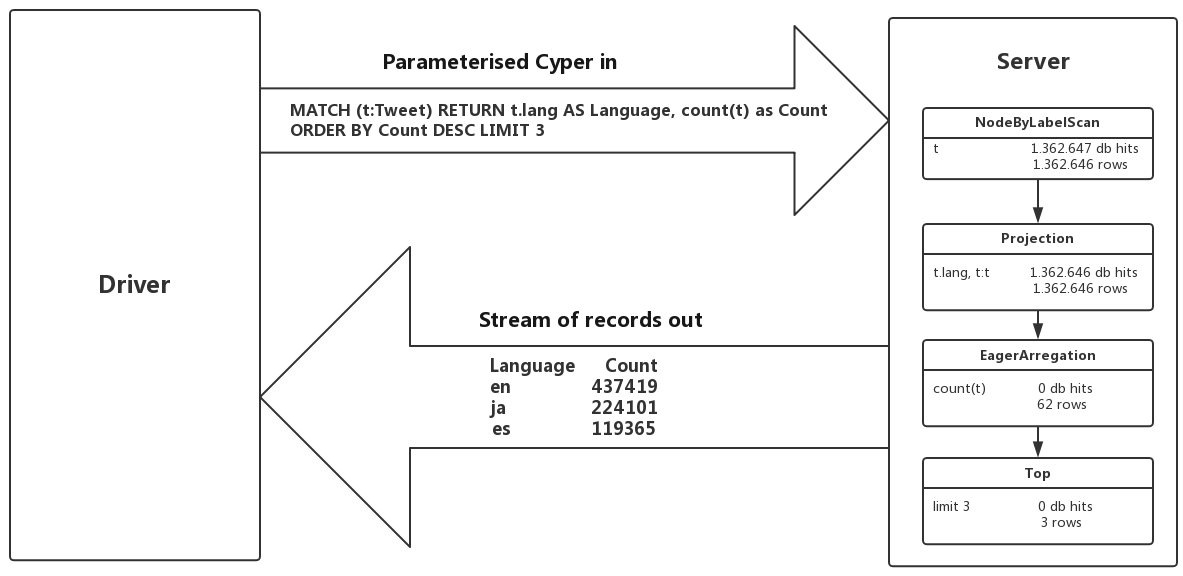 Driver
Parameterised Cyper in
MATCH (t:Tweet) RETURN t.lang AS Language, count(t) as Count
ORDER BY Count DESC LIMIT 3
Stream of records out
Language Count
en 437419
ja 224101
es 119365
Server
NodeByLabelScan
t 1.362.647 db hits
1.362.646 rows
Projection
t.lang, t:t 1.362.646 db hits
1.362.646 rows
EagerArregation
count(t) 0 db hits
62 rows
Top
limit 3 0 db hits
3 rows